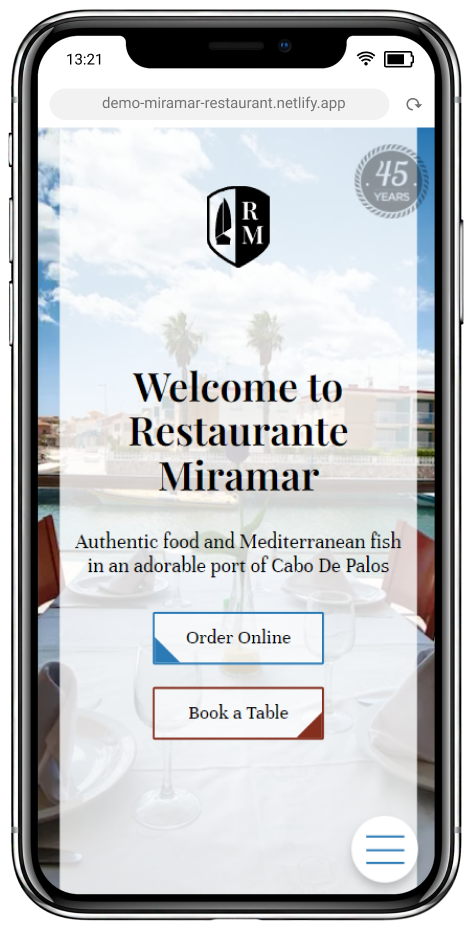 13:21
demo-miramar-restaurant.netlify.app
45
YEARS
R
M
Welcome to
Restaurante
Miramar
Authentic food and Mediterranean fish
in an adorable port of Cabo De Palos
Order Online
Book a Table